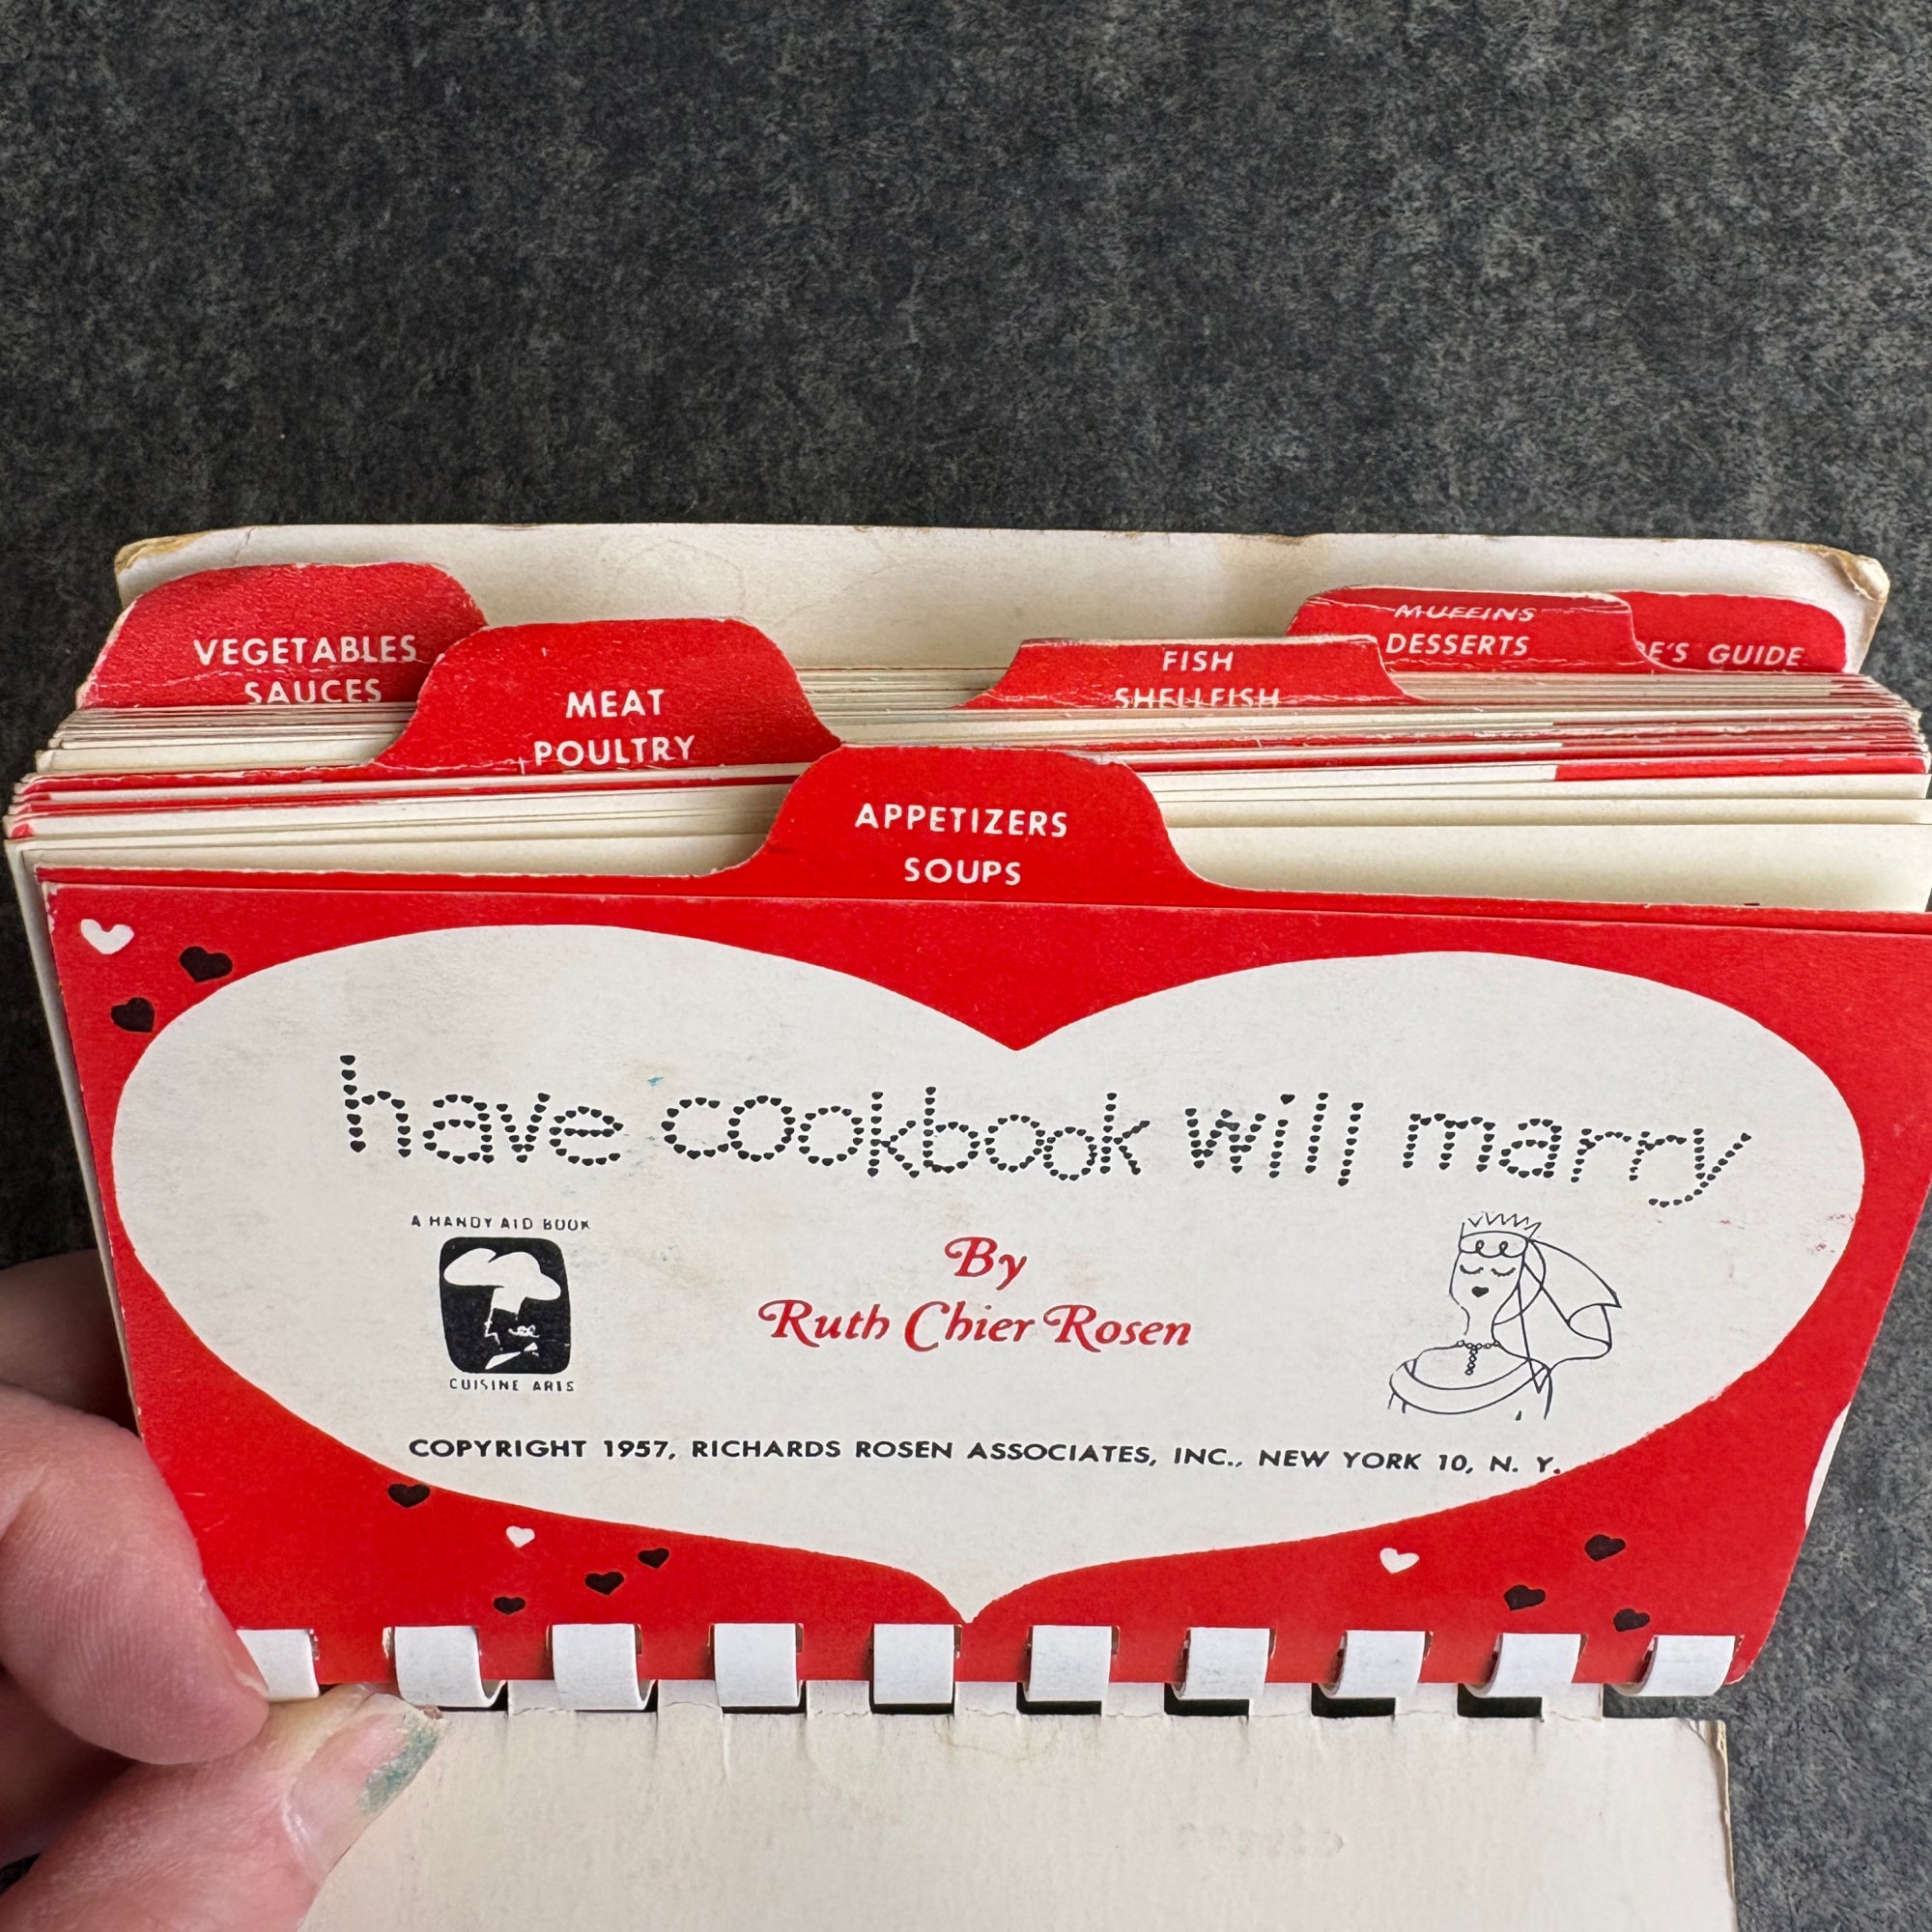 VEGETABLES
SAUCES
MEAT
POULTRY
FISH
SHELLFISH
MUFFINS
DESSERTS
GUIDE
APPETIZERS
SOUPS
have cookbook will marry
A HANDY AID BOOK
CUISINE ARTS
By
Ruth Chier Rosen
COPYRIGHT 1957, RICHARDS ROSEN ASSOCIATES, INC., NEW YORK 10, N. Y.